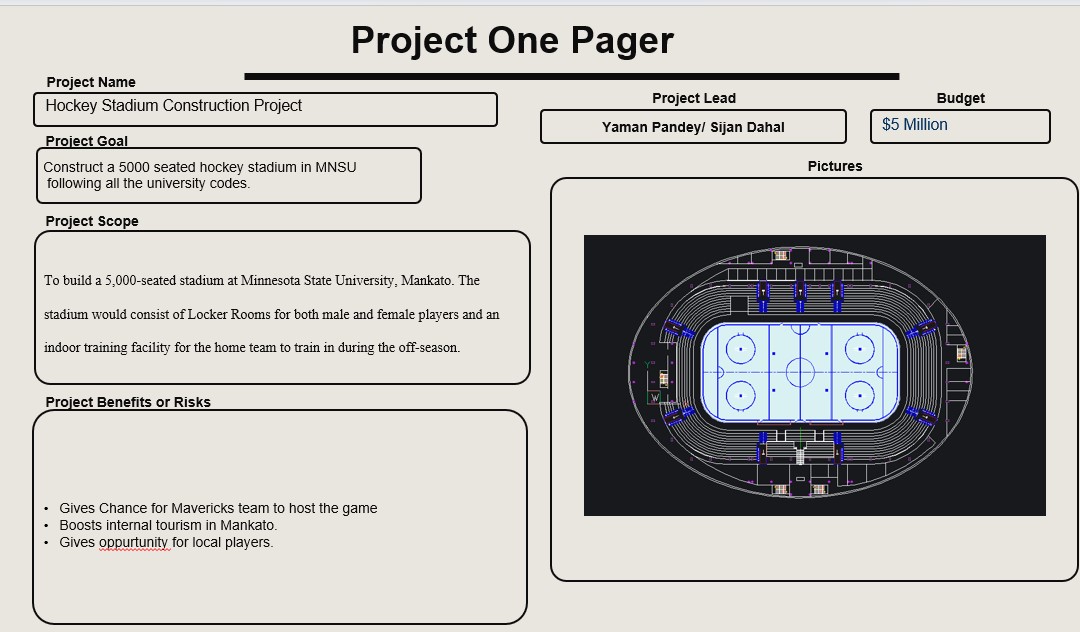 Project One Pager
Project Name
Hockey Stadium Construction Project
Project Lead
Yaman Pandey/ Sijan Dahal
Budget
$5 Million
Project Goal
Construct a 5000 seated hockey stadium in MNSU
following all the university codes.
Project Scope
To build a 5,000-seated stadium at Minnesota State University, Mankato. The
stadium would consist of Locker Rooms for both male and female players and an
indoor training facility for the home team to train in during the off-season.
Project Benefits or Risks
• Gives Chance for Mavericks team to host the game
• Boosts internal tourism in Mankato.
• Gives oppurtunity for local players.
Pictures
Y
W